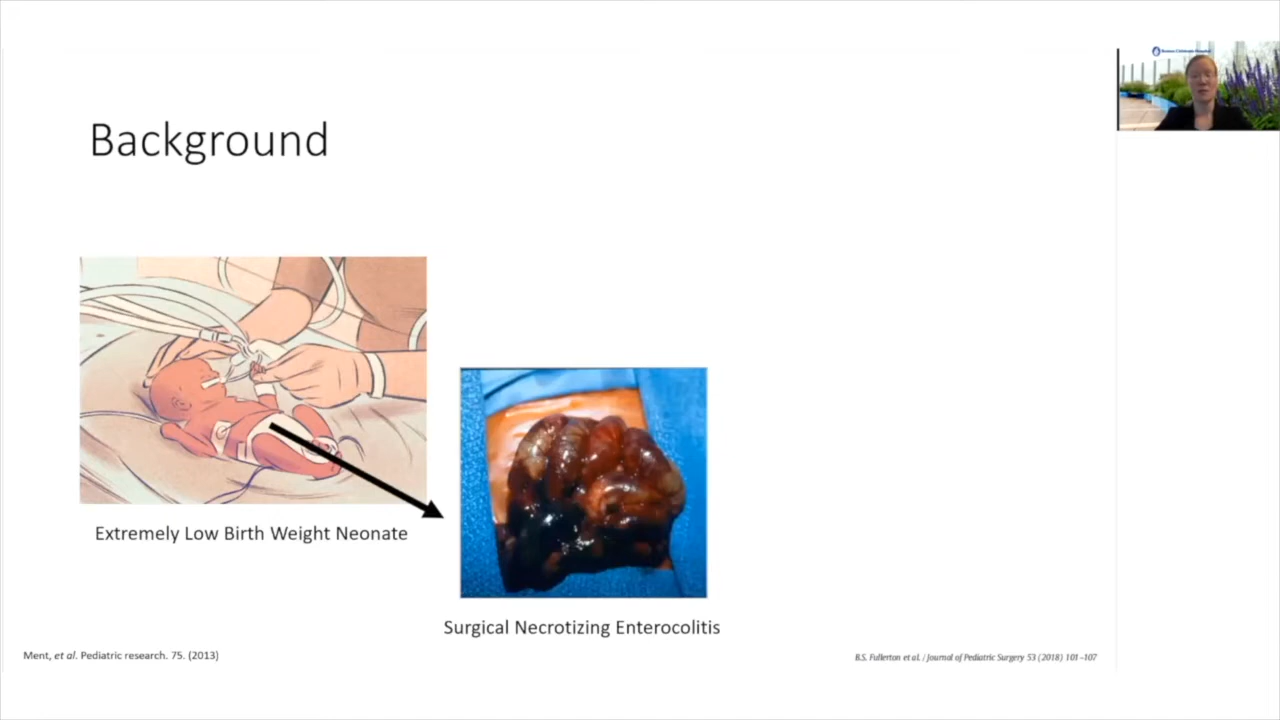 Background
Extremely Low Birth Weight Neonate
Surgical Necrotizing Enterocolitis
Ment, et al. Pediatric research. 75. (2013)
B.S. Fullerton et al. / Journal of Pediatric Surgery 53 (2018) 101–107